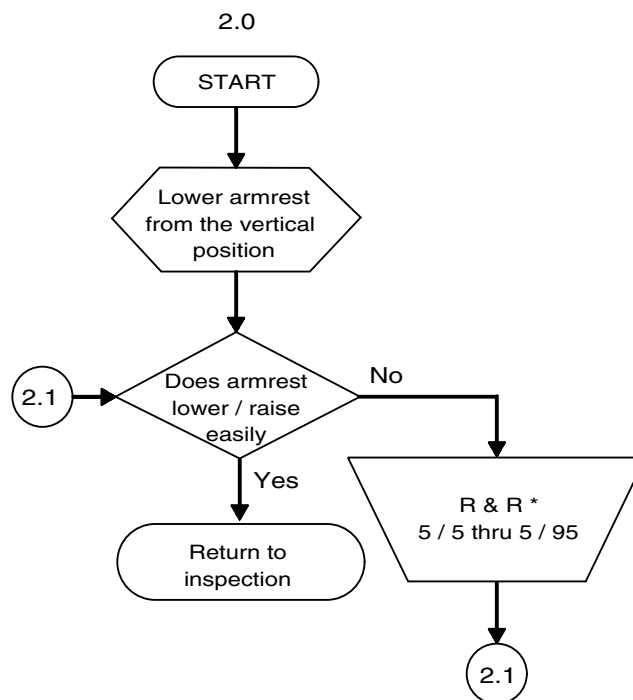 2.0
START
Lower armrest
from the vertical
position
2.1
Does armrest
lower / raise
easily
No
Yes
R & R *
5 / 5 thru 5 / 95
Return to
inspection
2.1